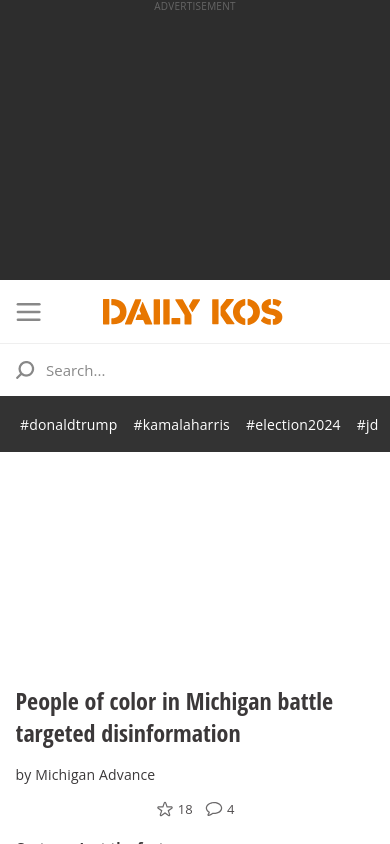 ADVERTISEMENT
DAILY KOS
Search...
#donaldtrump #kamalaharris #election2024 #jd
People of color in Michigan battle
targeted disinformation
by Michigan Advance
18 4